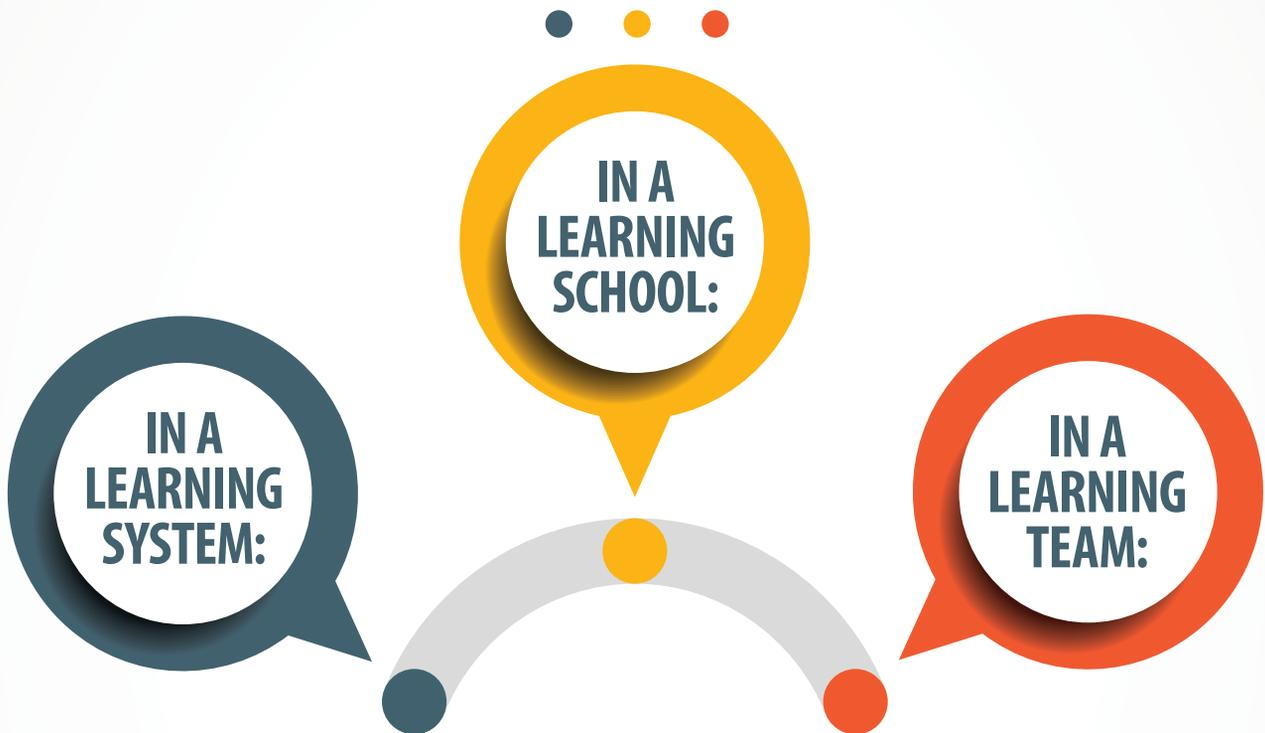 IN A
LEARNING
SCHOOL:
IN A
LEARNING
SYSTEM:
IN A
LEARNING
TEAM: